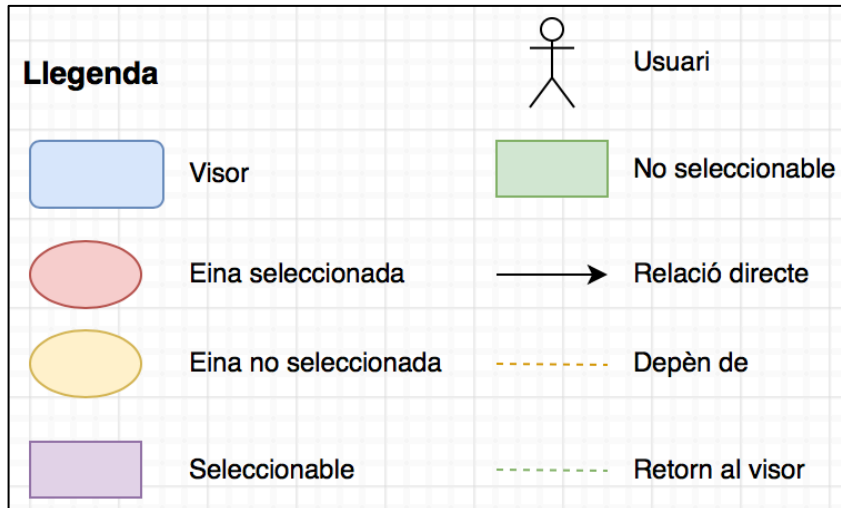 Llegenda
Usuari
Visor
No seleccionable
Eina seleccionada
Relació directe
Eina no seleccionada
Depèn de
Seleccionable
Retorn al visor